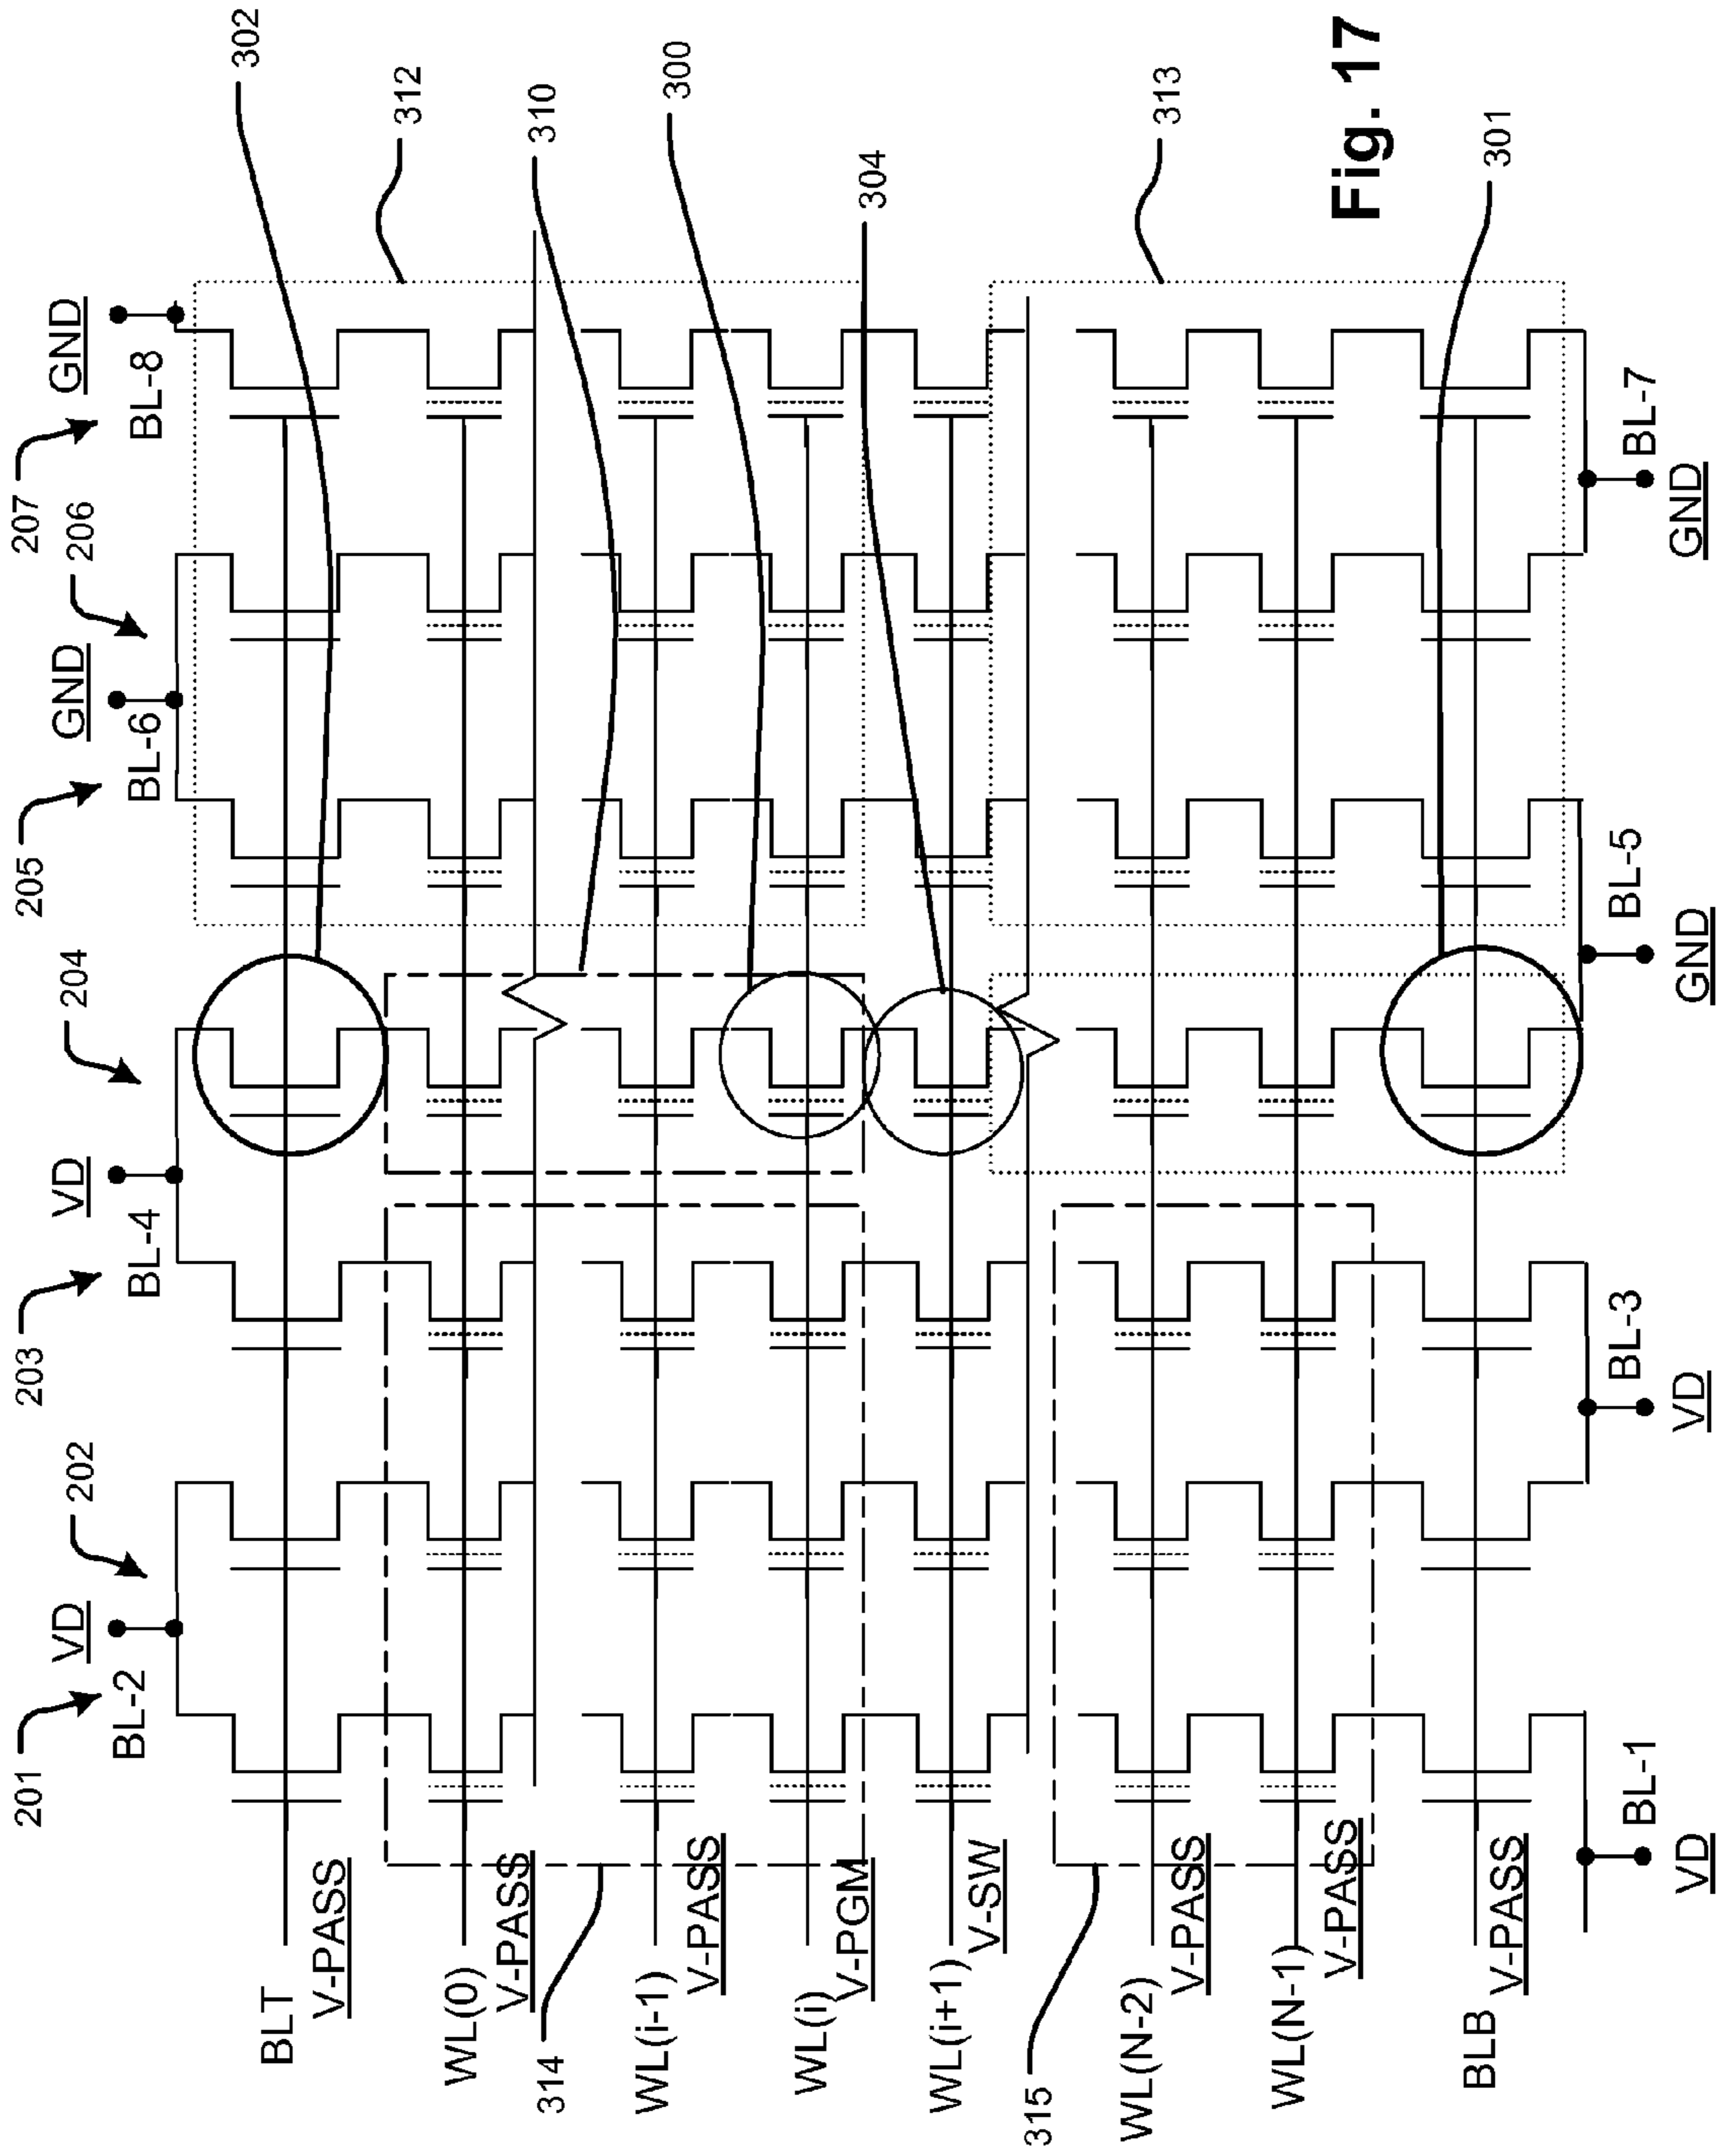 201
BL-2
VD
202
203
BL-4
VD
204
205
BL-6
GND
206
207
BL-8
GND
302
312
310
300
304
313
301
BLT
V-PASS
WL(0)
V-PASS
314
WL(i-1)
V-PASS
WL(i)
V-PGM
WL(i+1)
V-SW
315
WL(N-2)
V-PASS
WL(N-1)
V-PASS
BLB
V-PASS
BL-1
VD
BL-3
VD
BL-5
GND
BL-7
GND
Fig. 17